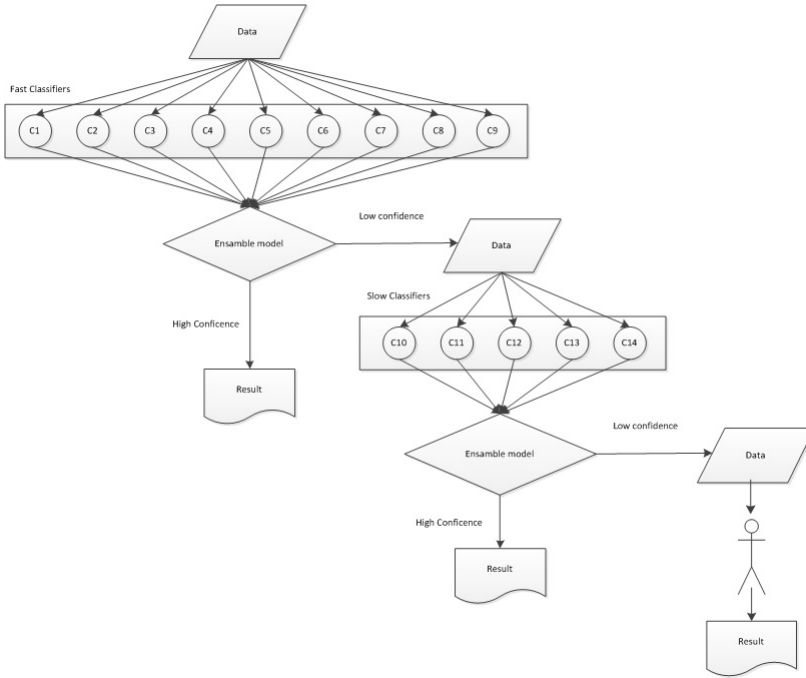 Data
Fast Classifiers
C1 C2 C3 C4 C5 C6 C7 C8 C9
Low confidence
Ensamble model
Data
Slow Classifiers
High Conficence
C10 C11 C12 C13 C14
Result
Low confidence
Ensamble model
Data
High Conficence
Result
Result